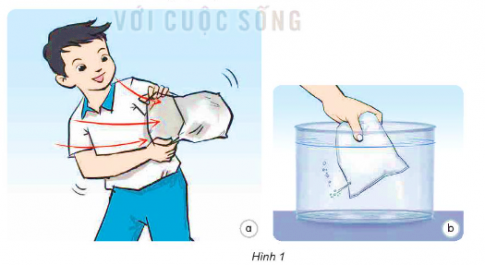 VỚI CUỘC SỐNG
a
b
Hình 1